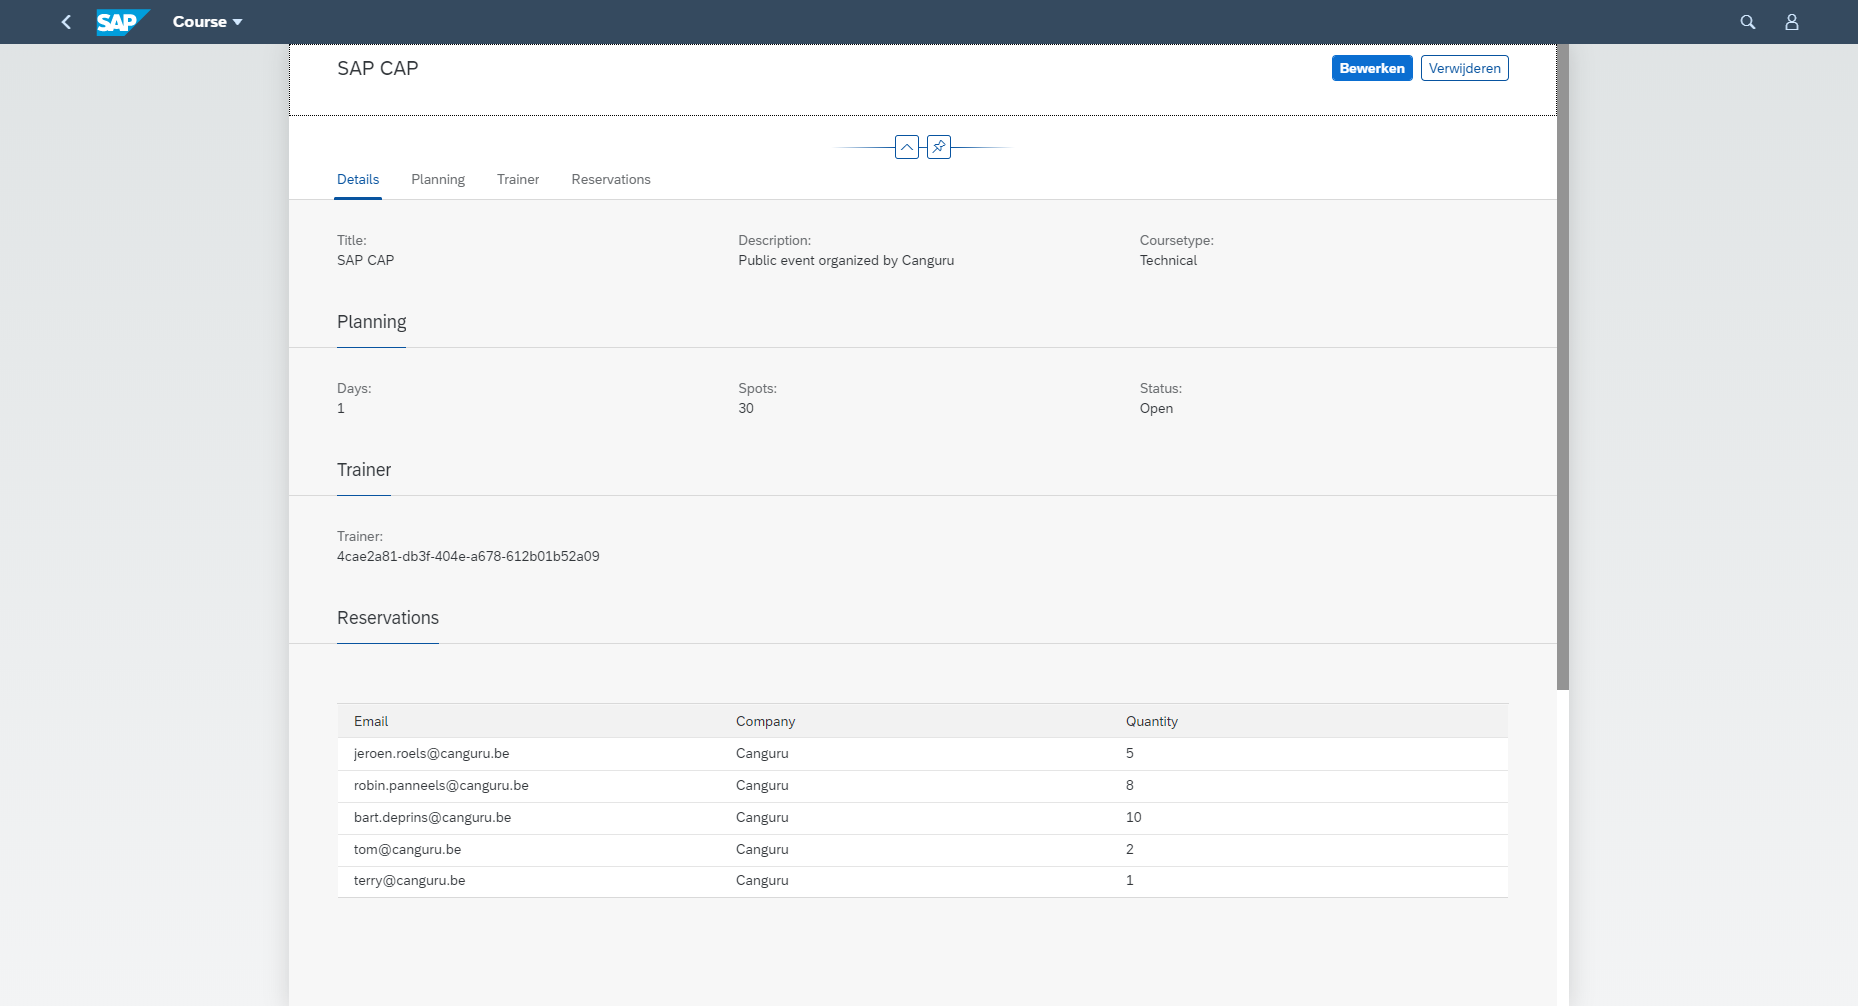 SAP Course
SAP CAP
Bewerken Verwijderen
Details Planning Trainer Reservations
Title: Description: Coursetype:
SAP CAP Public event organized by Canguru Technical
Planning
Days: Spots: Status:
1 30 Open
Trainer
Trainer:
4cae2a81-db3f-404e-a678-612b01b52a09
Reservations
Email Company Quantity
jeroen.roels@canguru.be Canguru 5
robin.panneels@canguru.be Canguru 8
bart.deprins@canguru.be Canguru 10
tom@canguru.be Canguru 2
terry@canguru.be Canguru 1